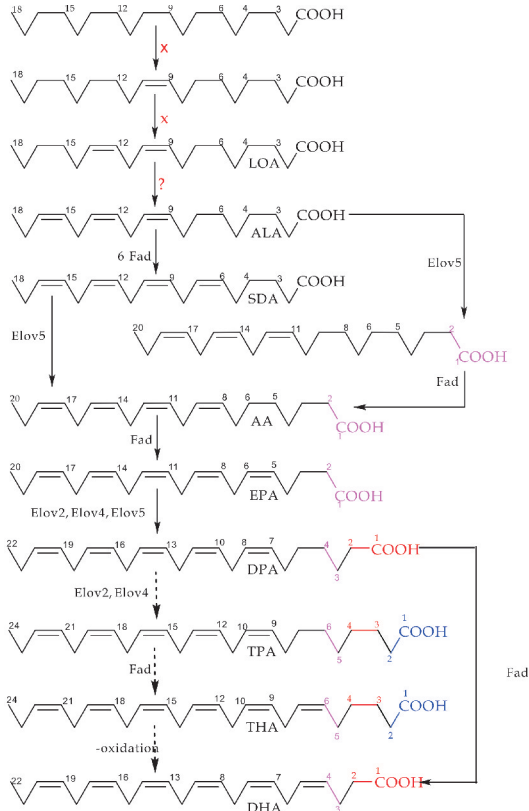 18 15 12 9 6 4 3 COOH
x
18 15 12 9 6 4 3 COOH
x
18 15 12 9 6 4 3 COOH
LOA
?
18 15 12 9 6 4 3 COOH
ALA
6 Fad
Elov5
18 15 12 9 6 4 3 COOH
SDA
Elov5
20 17 14 11 8 6 5 2
1 COOH
Fad
20 17 14 11 8 6 5 2
AA
1 COOH
Fad
20 17 14 11 8 6 5 2
EPA
1 COOH
Elov2, Elov4, Elov5
22 19 16 13 10 8 7 4 2 1
COOH
DPA 3
Elov2, Elov4
24 21 18 15 12 10 9 6 4 3 1
COOH
TPA 5 2
Fad
Fad
24 21 18 15 12 10 9 6 4 3 1
COOH
THA 5 2
-oxidation
22 19 16 13 8 7 4 2 1
COOH
DHA 3